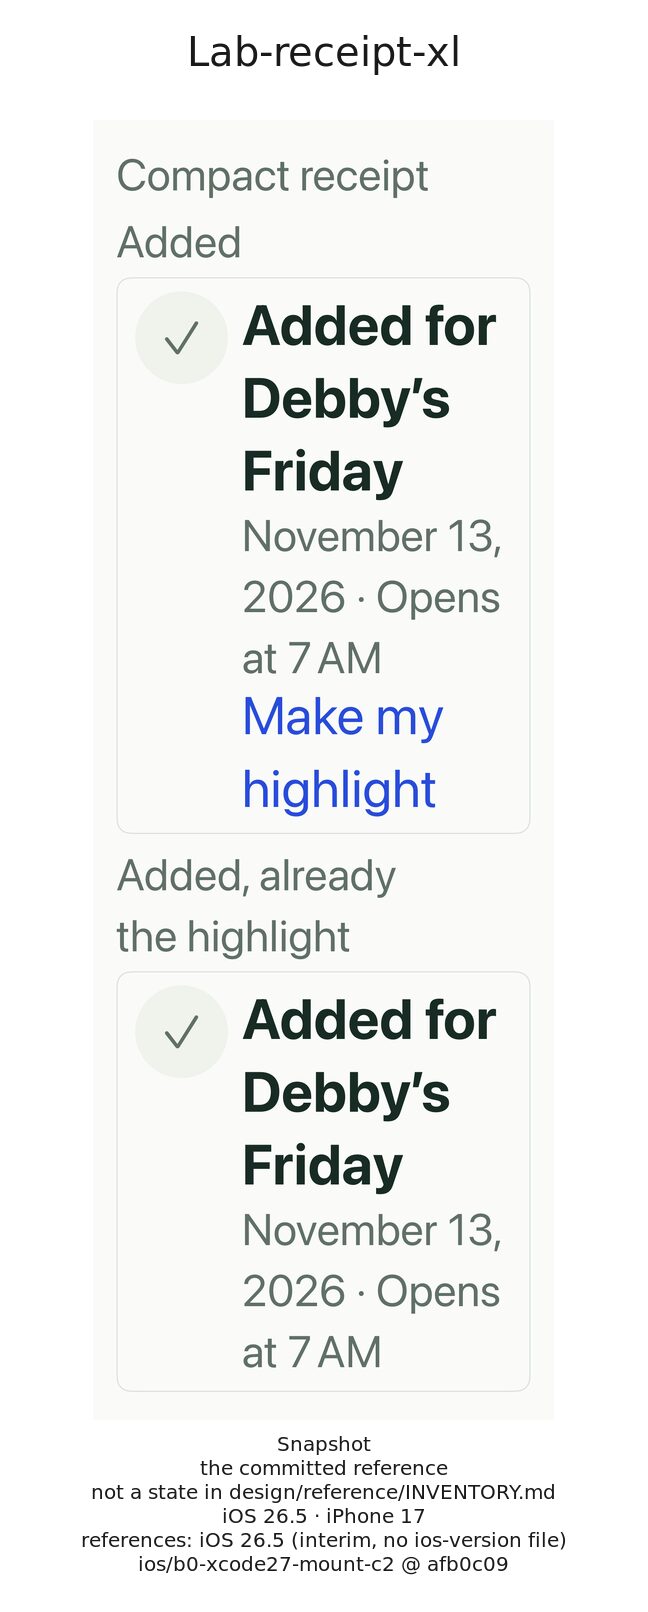 Lab-receipt-xl
Compact receipt
Added
Added for
Debby’s
Friday
November 13,
2026 · Opens
at 7 AM
Make my
highlight
Added, already
the highlight
Added for
Debby’s
Friday
November 13,
2026 · Opens
at 7 AM
Snapshot
the committed reference
not a state in design/reference/INVENTORY.md
iOS 26.5 · iPhone 17
references: iOS 26.5 (interim, no ios-version file)
ios/b0-xcode27-mount-c2 @ afb0c09